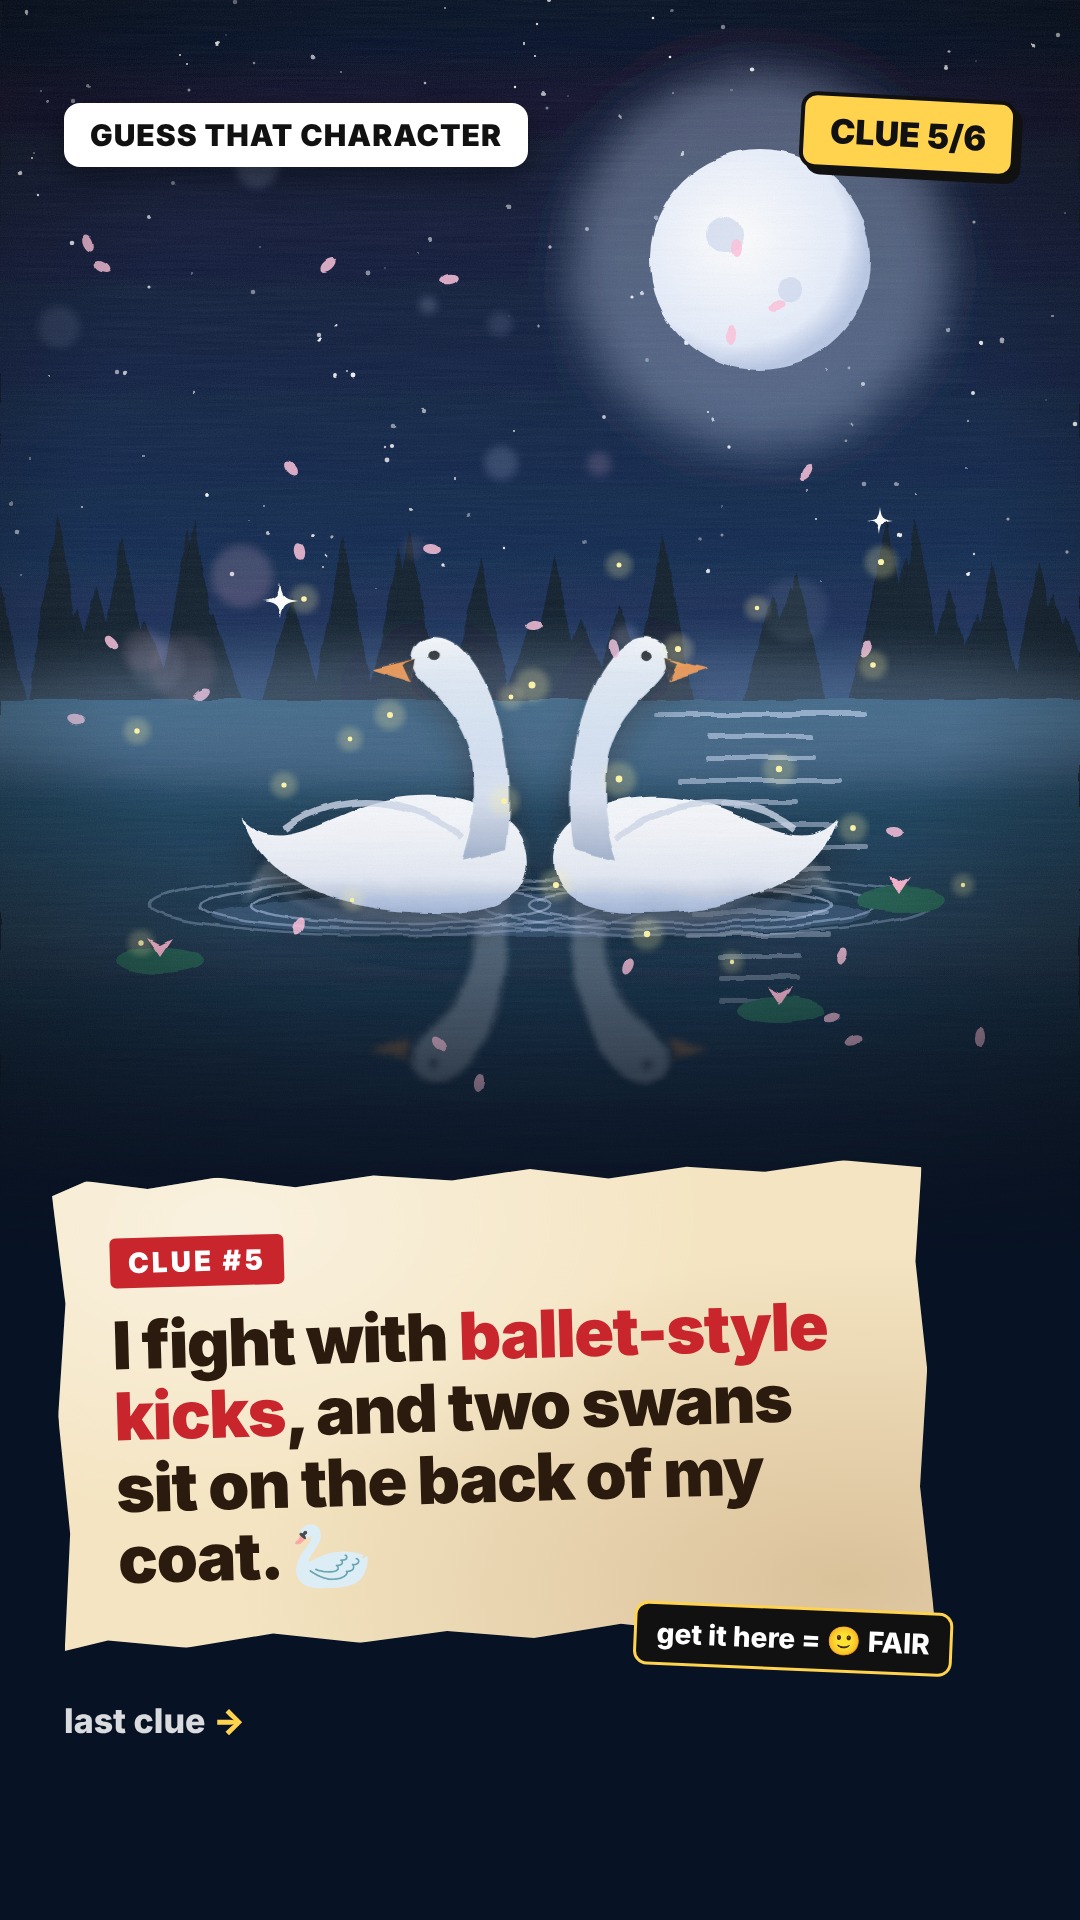 GUESS THAT CHARACTER
CLUE 5/6
CLUE #5
I fight with ballet-style
kicks, and two swans
sit on the back of my
coat. 🦢
get it here = 🙂 FAIR
last clue →